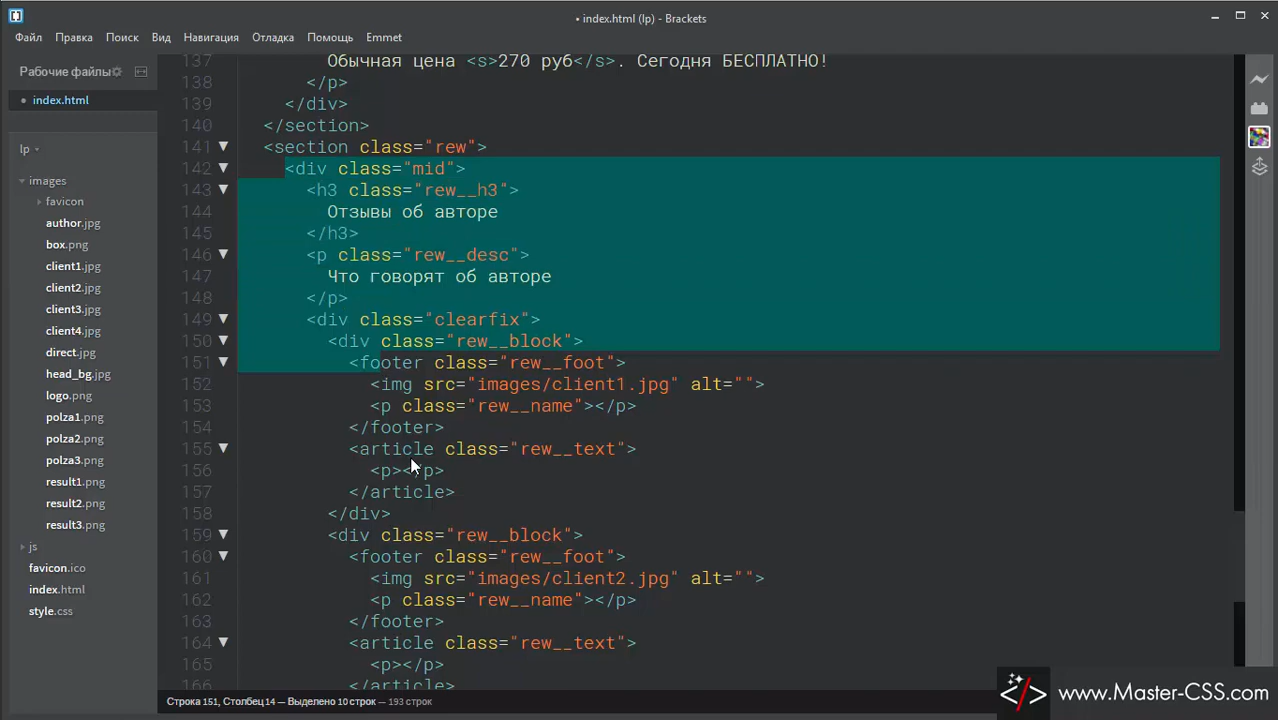 • index.html (lp) - Brackets
Файл Правка Поиск Вид Навигация Отладка Помощь Emmet
Рабочие файлы
• index.html
lp
images
favicon
author.jpg
box.png
client1.jpg
client2.jpg
client3.jpg
client4.jpg
direct.jpg
head_bg.jpg
logo.png
polza1.png
polza2.png
polza3.png
result1.png
result2.png
result3.png
js
favicon.ico
index.html
style.css
137 Обычная цена <s>270 руб</s>. Сегодня БЕСПЛАТНО!
138 </p>
139 </div>
140 </section>
141 <section class="rew">
142 <div class="mid">
143 <h3 class="rew__h3">
144 Отзывы об авторе
145 </h3>
146 <p class="rew__desc">
147 Что говорят об авторе
148 </p>
149 <div class="clearfix">
150 <div class="rew__block">
151 <footer class="rew__foot">
152 <img src="images/client1.jpg" alt="">
153 <p class="rew__name"></p>
154 </footer>
155 <article class="rew__text">
156 <p></p>
157 </article>
158 </div>
159 <div class="rew__block">
160 <footer class="rew__foot">
161 <img src="images/client2.jpg" alt="">
162 <p class="rew__name"></p>
163 </footer>
164 <article class="rew__text">
165 <p></p>
166 </article>
Строка 151, Столбец 14 — Выделено 10 строк — 193 строк
www.Master-CSS.com